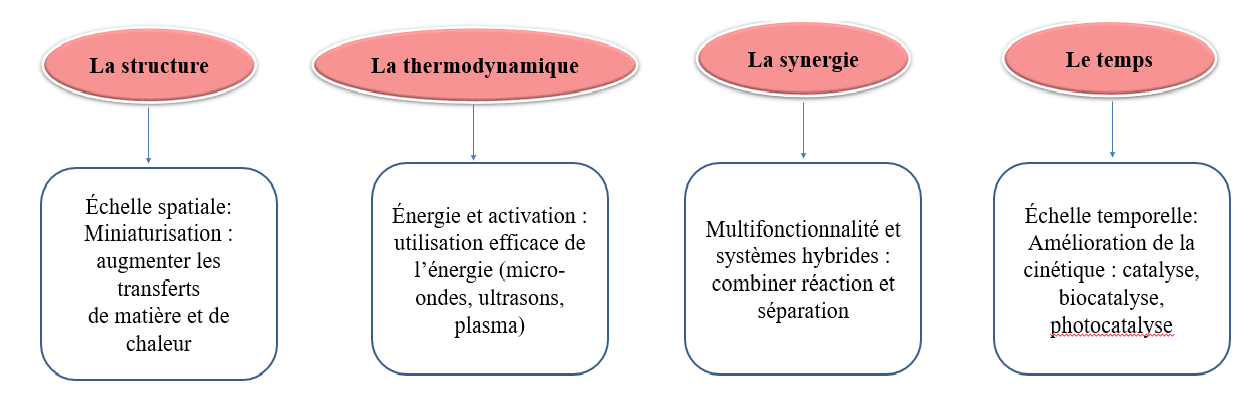 La structure
La thermodynamique
La synergie
Le temps
Échelle spatiale:
Miniaturisation :
augmenter les
transferts
de matière et de
chaleur
Énergie et activation :
utilisation efficace de
l’énergie (micro-
ondes, ultrasons,
plasma)
Multifonctionnalité et
systèmes hybrides :
combiner réaction et
séparation
Échelle temporelle:
Amélioration de la
cinétique : catalyse,
biocatalyse,
photocatalyse